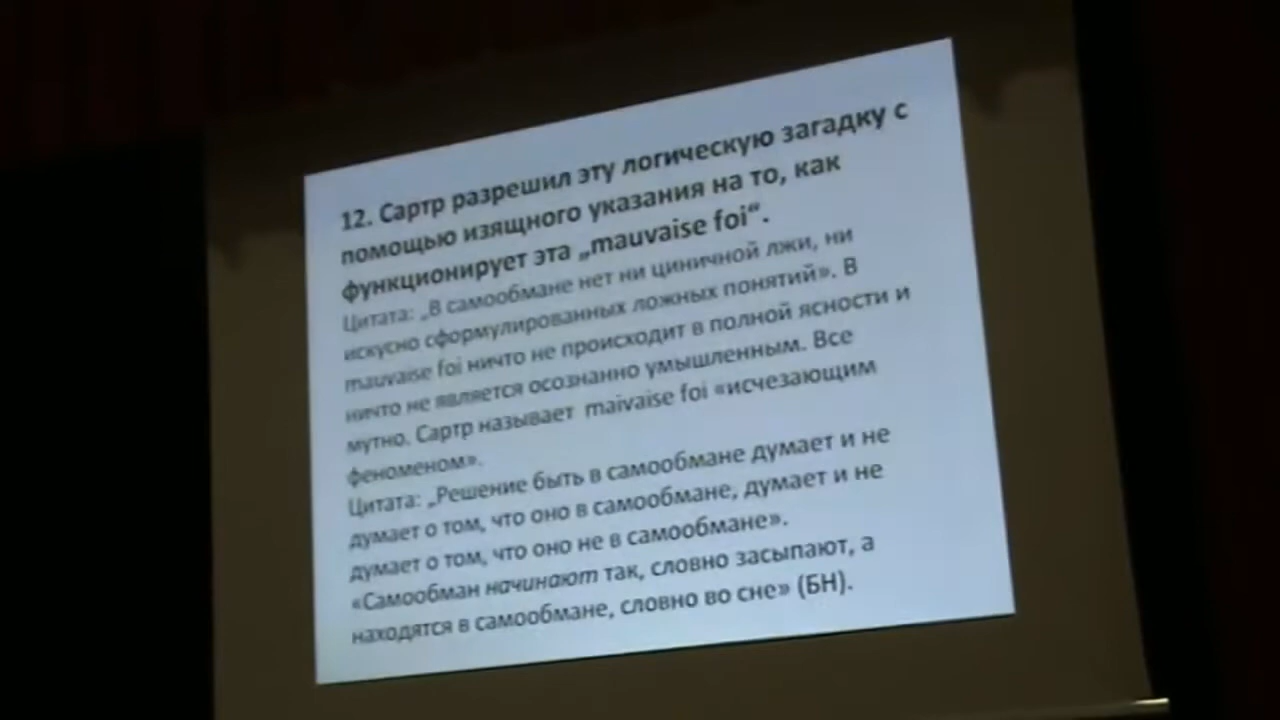 12. Сартр разрешил эту логическую загадку с
помощью изящного указания на то, как
функционирует эта „mauvaise foi“.
Цитата: „В самообмане нет ни циничной лжи, ни
искусно сформулированных ложных понятий». В
mauvaise foi ничто не происходит в полной ясности и
ничто не является осознанно умышленным. Все
мутно. Сартр называет maivaise foi «исчезающим
феноменом».
Цитата: „Решение быть в самообмане думает и не
думает о том, что оно в самообмане, думает и не
думает о том, что оно не в самообмане».
«Самообман начинают так, словно засыпают, а
находятся в самообмане, словно во сне» (БН).